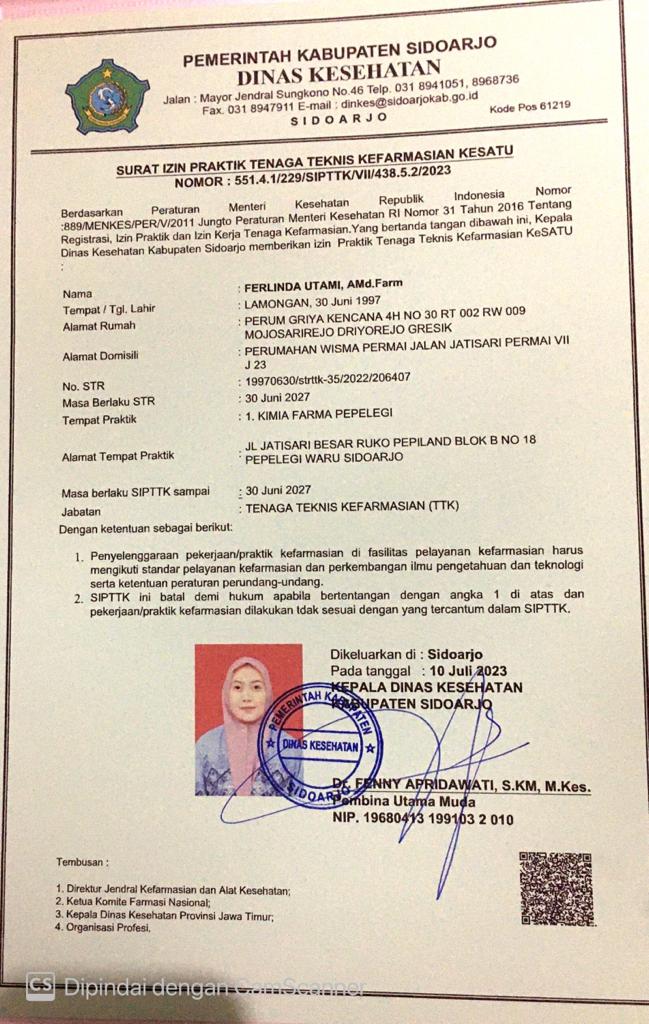 PEMERINTAH KABUPATEN SIDOARJO
DINAS KESEHATAN
Jalan : Mayor Jendral Sungkono No.46 Telp. 031 8941051, 8968736
Fax. 031 8947911 E-mail : dinkes@sidoarjokab.go.id
SIDOARJO
Kode Pos 61219
SURAT IZIN PRAKTIK TENAGA TEKNIS KEFARMASIAN KESATU
NOMOR : 551.4.1/229/SIPTTK/VII/438.5.2/2023
Berdasarkan Peraturan Menteri Kesehatan Republik Indonesia Nomor
:889/MENKES/PER/V/2011 Jungto Peraturan Menteri Kesehatan RI Nomor 31 Tahun 2016 Tentang
Registrasi, Izin Praktik dan Izin Kerja Tenaga Kefarmasian.Yang bertanda tangan dibawah ini, Kepala
Dinas Kesehatan Kabupaten Sidoarjo memberikan izin Praktik Tenaga Teknis Kefarmasian KeSATU
:
Nama : FERLINDA UTAMI, AMd.Farm
Tempat / Tgl. Lahir : LAMONGAN, 30 Juni 1997
Alamat Rumah : PERUM GRIYA KENCANA 4H NO 30 RT 002 RW 009
MOJOSARIREJO DRIYOREJO GRESIK
Alamat Domisili : PERUMAHAN WISMA PERMAI JALAN JATISARI PERMAI VII
J 23
No. STR : 19970630/strttk-35/2022/206407
Masa Berlaku STR : 30 Juni 2027
Tempat Praktik : 1. KIMIA FARMA PEPELEGI
Alamat Tempat Praktik : JL JATISARI BESAR RUKO PEPILAND BLOK B NO 18
PEPELEGI WARU SIDOARJO
Masa berlaku SIPTTK sampai : 30 Juni 2027
Jabatan : TENAGA TEKNIS KEFARMASIAN (TTK)
Dengan ketentuan sebagai berikut:
1. Penyelenggaraan pekerjaan/praktik kefarmasian di fasilitas pelayanan kefarmasian harus
mengikuti standar pelayanan kefarmasian dan perkembangan ilmu pengetahuan dan teknologi
serta ketentuan peraturan perundang-undang.
2. SIPTTK ini batal demi hukum apabila bertentangan dengan angka 1 di atas dan
pekerjaan/praktik kefarmasian dilakukan tdak sesuai dengan yang tercantum dalam SIPTTK.
Dikeluarkan di : Sidoarjo
Pada tanggal : 10 Juli 2023
KEPALA DINAS KESEHATAN
KABUPATEN SIDOARJO
PEMERINTAH KABUPATEN
DINAS KESEHATAN
SIDOARJO
Dr. FENNY APRIDAWATI, S.KM, M.Kes.
Pembina Utama Muda
NIP. 19680413 199103 2 010
Tembusan :
1. Direktur Jendral Kefarmasian dan Alat Kesehatan;
2. Ketua Komite Farmasi Nasional;
3. Kepala Dinas Kesehatan Provinsi Jawa Timur;
4. Organisasi Profesi.
CS Dipindai dengan CamScanner